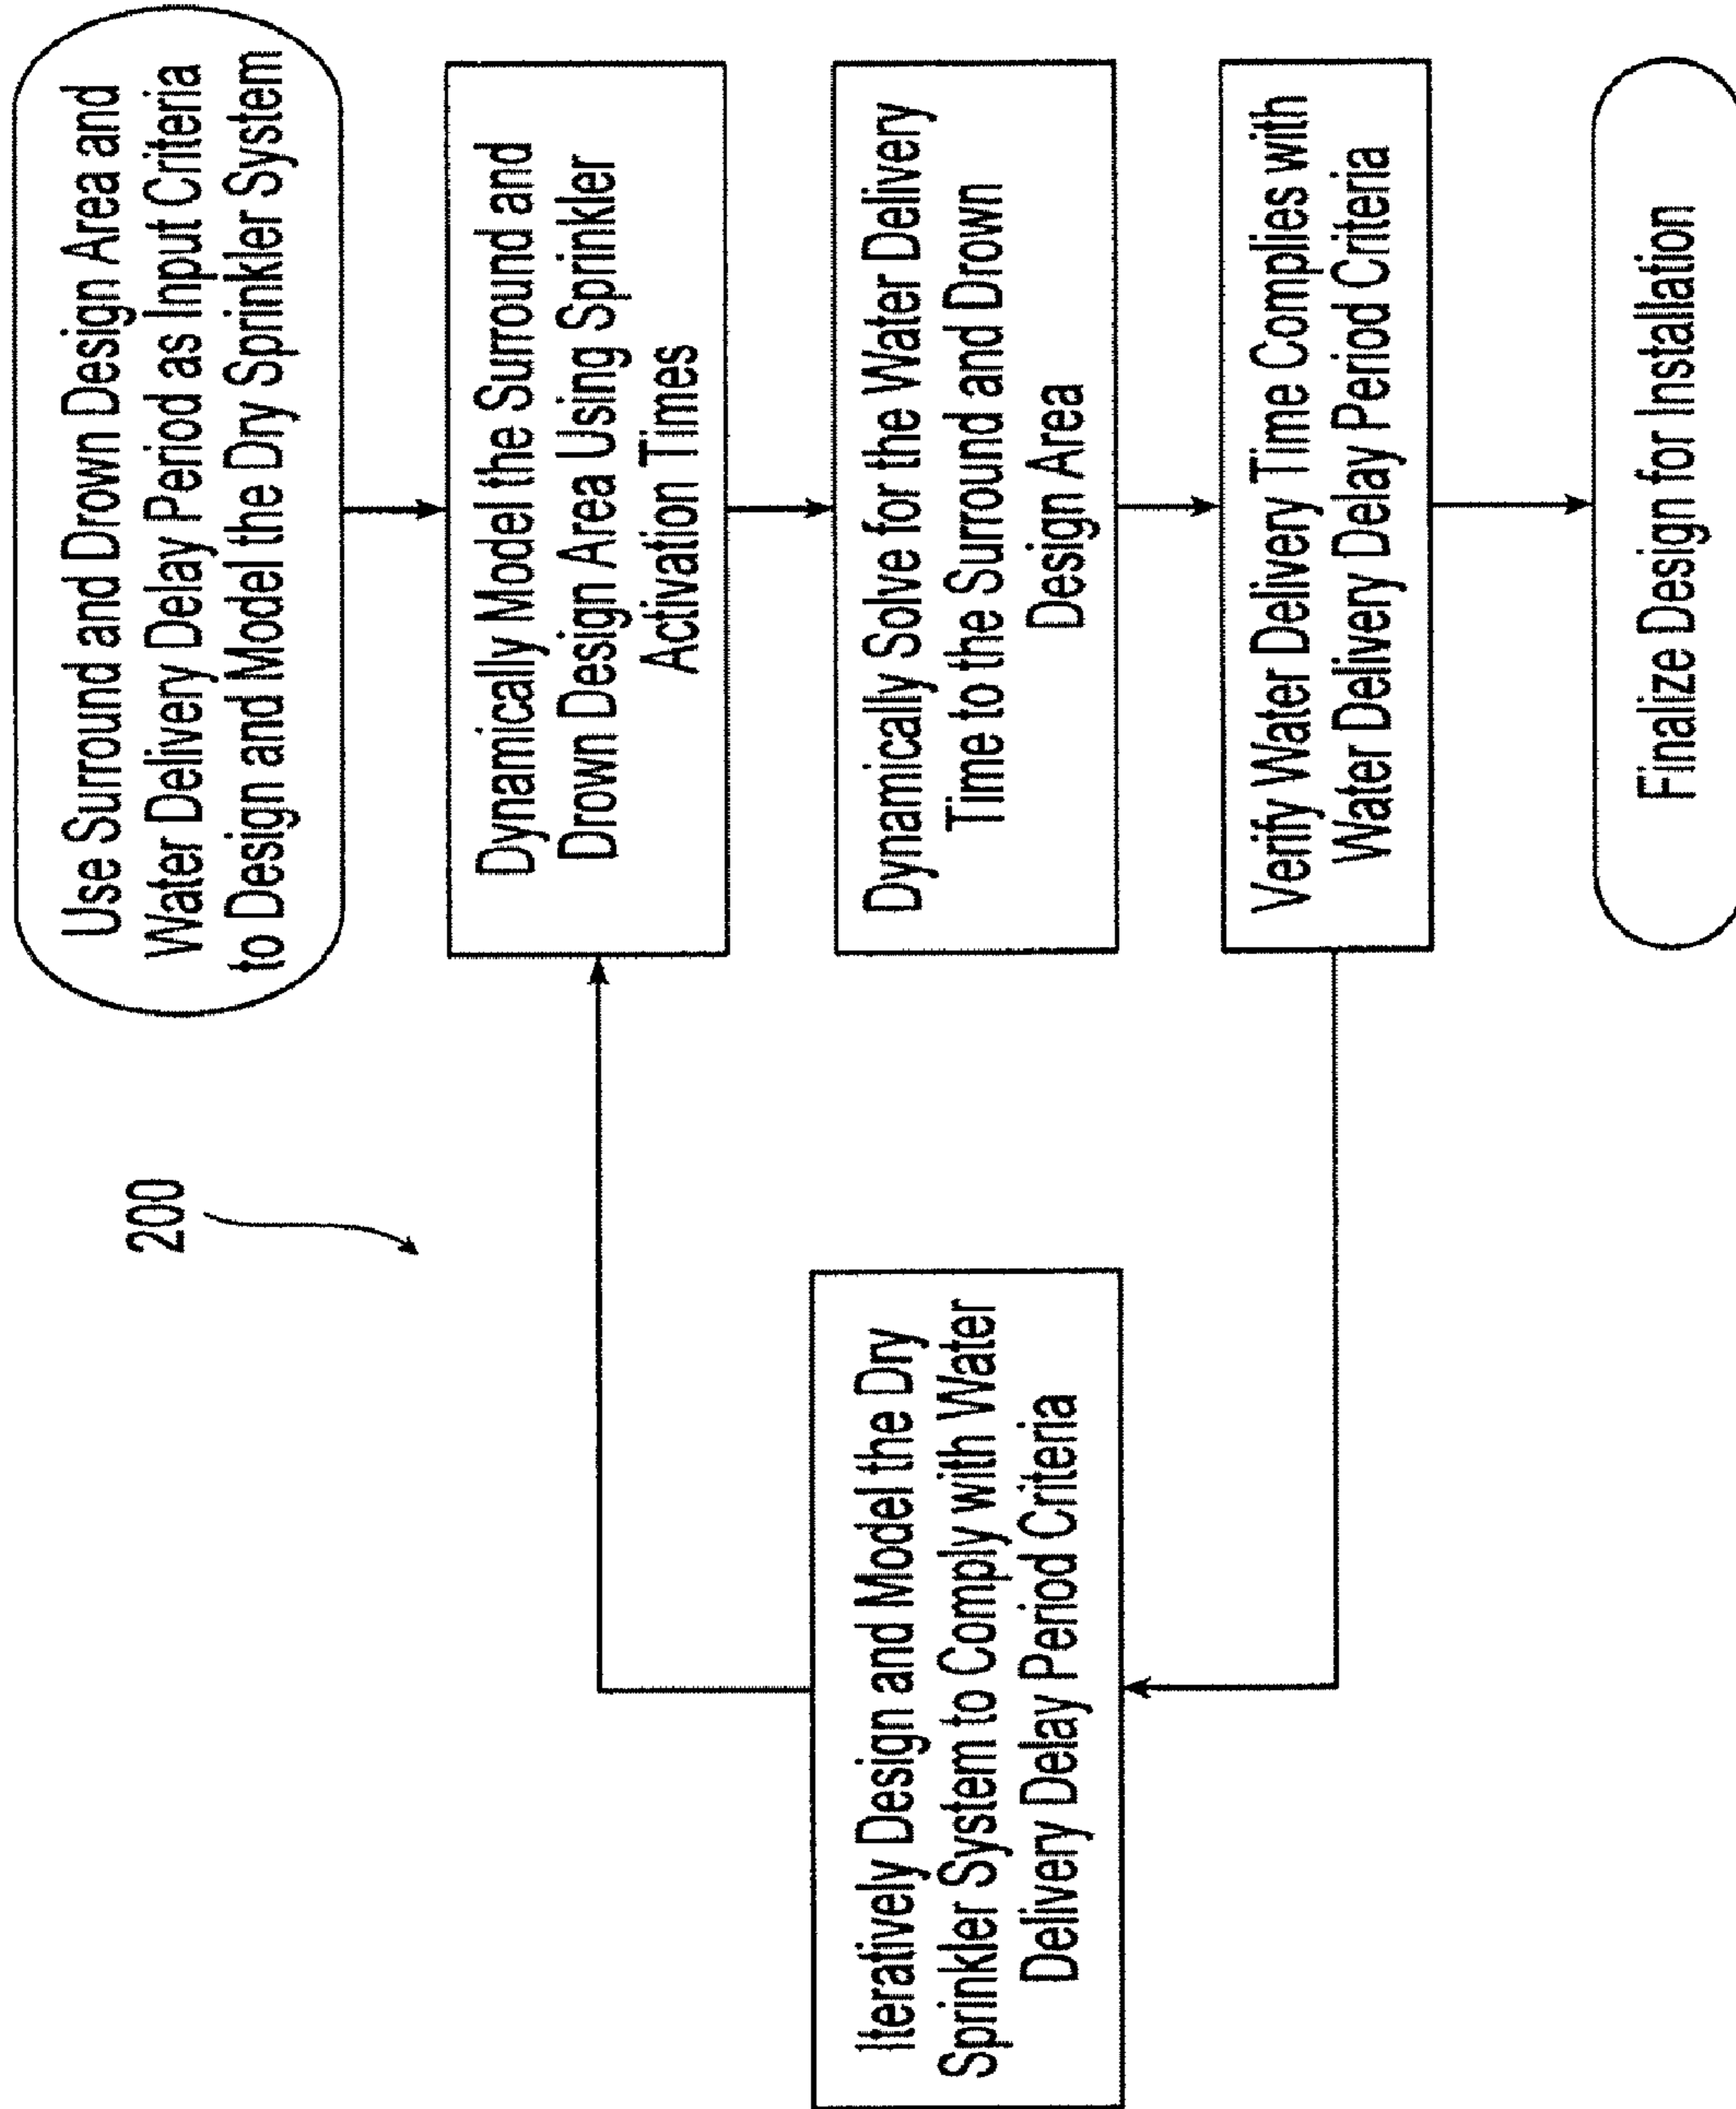 Use Surround and Drown Design Area and
Water Delivery Delay Period as Input Criteria
to Design and Model the Dry Sprinkler System
Dynamically Model the Surround and
Drown Design Area Using Sprinkler
Activation Times
Dynamically Solve for the Water Delivery
Time to the Surround and Drown
Design Area
Verify Water Delivery Time Complies with
Water Delivery Delay Period Criteria
Finalize Design for Installation
200
Iteratively Design and Model the Dry
Sprinkler System to Comply with Water
Delivery Delay Period Criteria